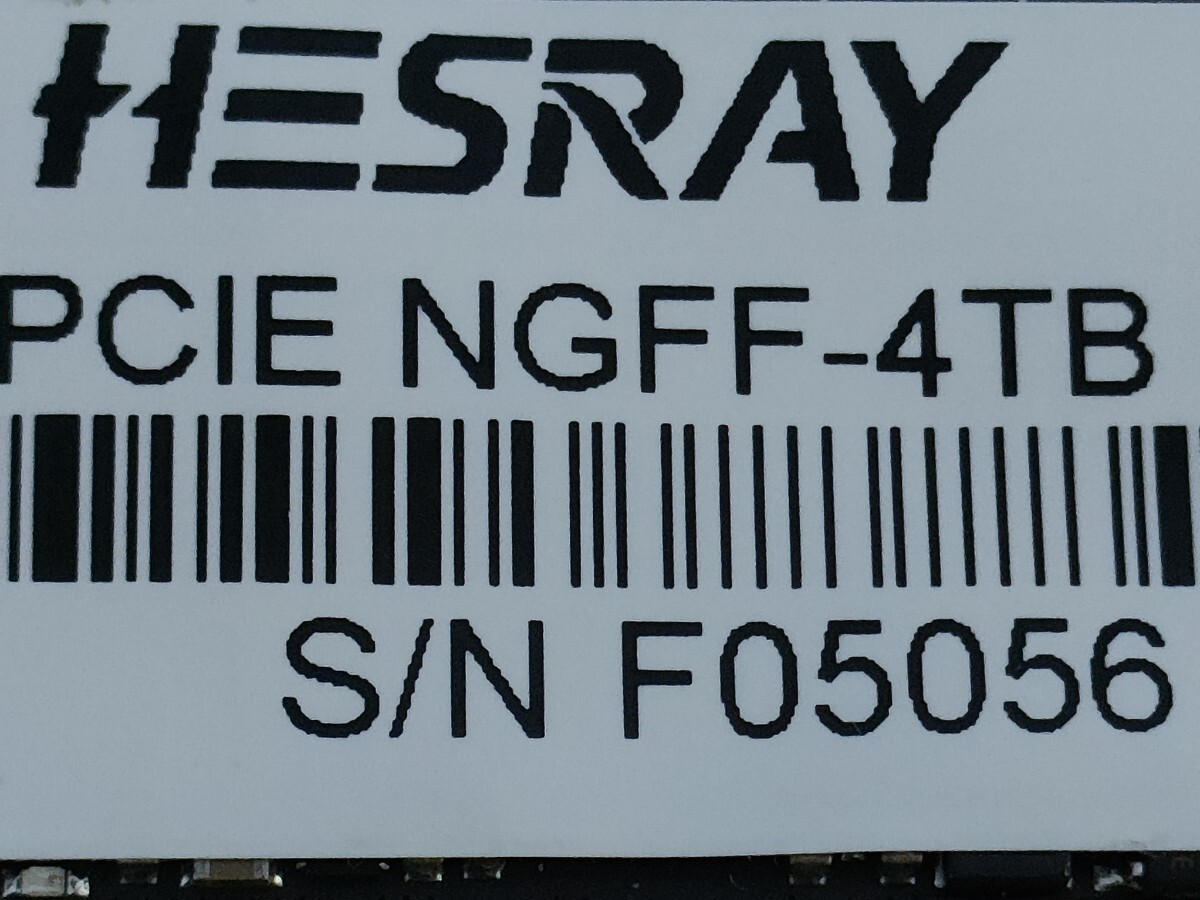 HESRAY
PCIE NGFF-4TB
S/N F05056